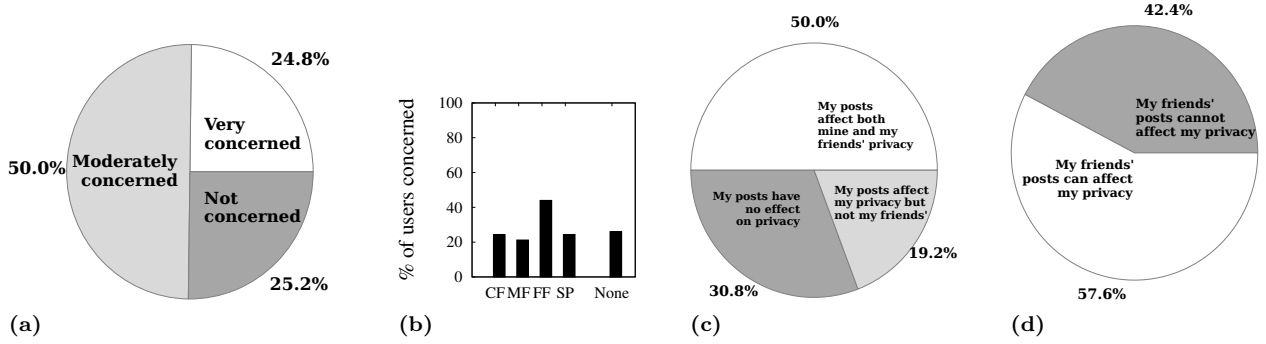 24.8%
Very
concerned
50.0%
Moderately
concerned
Not
concerned
25.2%
(a)
% of users concerned
100
80
60
40
20
0
CF MF FF SP None
(b)
50.0%
My posts
affect both
mine and my
friends' privacy
My posts have
no effect
on privacy
My posts affect
my privacy but
not my friends'
19.2%
30.8%
(c)
42.4%
My friends'
posts cannot
affect my privacy
My friends'
posts can affect
my privacy
57.6%
(d)